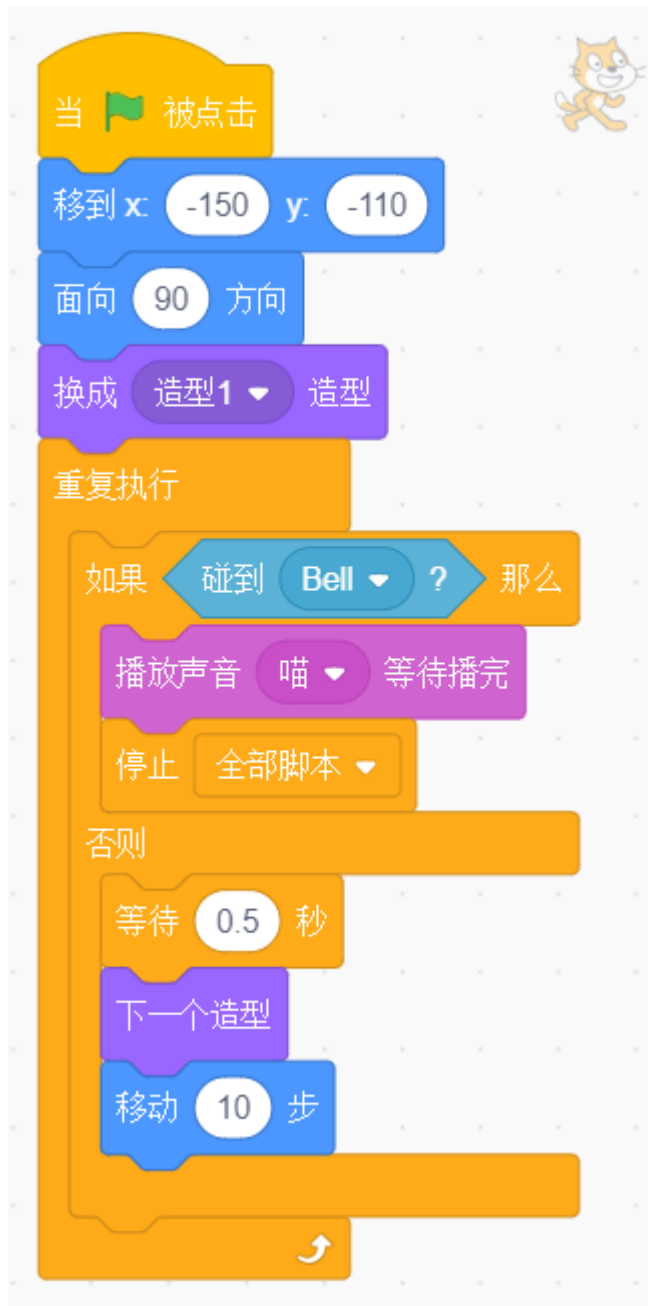 当 被点击
移到 x: -150 y: -110
面向 90 方向
换成 造型1 造型
重复执行
如果 碰到 Bell ? 那么
播放声音 喵 等待播完
停止 全部脚本
否则
等待 0.5 秒
下一个造型
移动 10 步